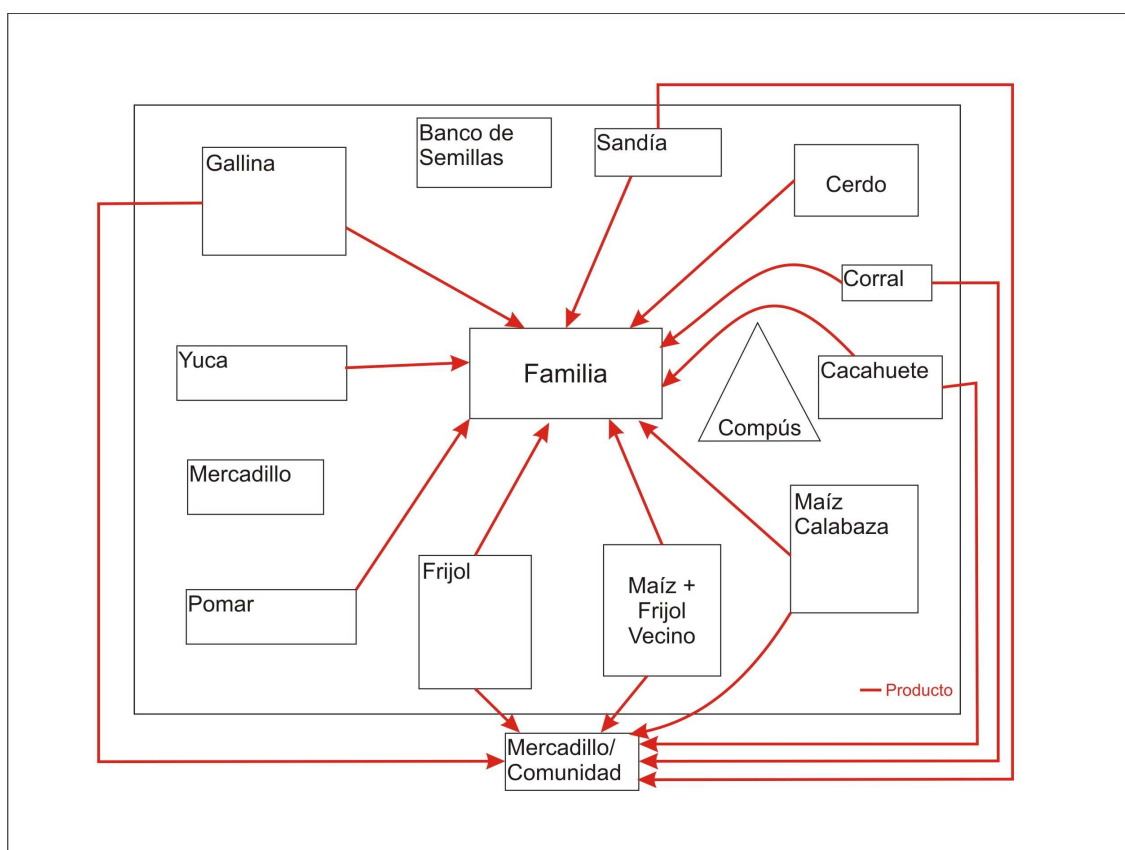 Banco de
Semillas
Sandía
Gallina
Cerdo
Corral
Yuca
Familia
Cacahuete
Compús
Mercadillo
Maíz
Calabaza
Frijol
Maíz +
Frijol
Vecino
Pomar
Producto
Mercadillo/
Comunidad